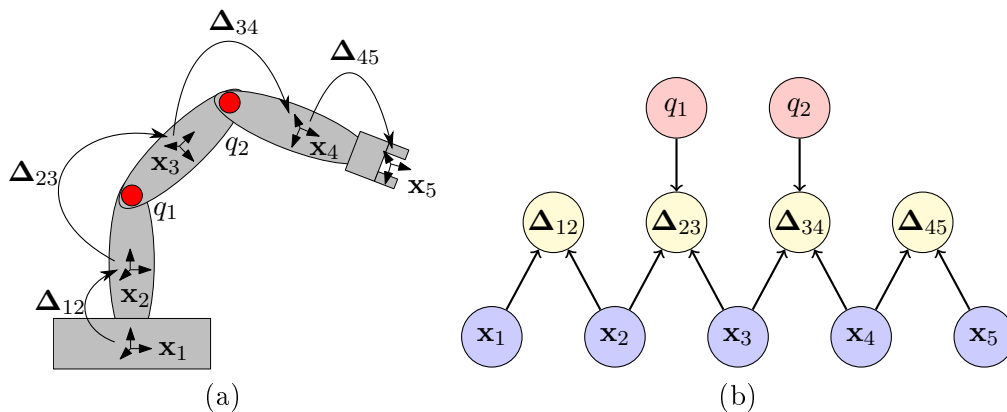 Δ₃₄
Δ₄₅
q₂
x₄
x₃
x₅
Δ₂₃
q₁
x₂
Δ₁₂
x₁
(a)
q₁ q₂
Δ₁₂ Δ₂₃ Δ₃₄ Δ₄₅
x₁ x₂ x₃ x₄ x₅
(b)